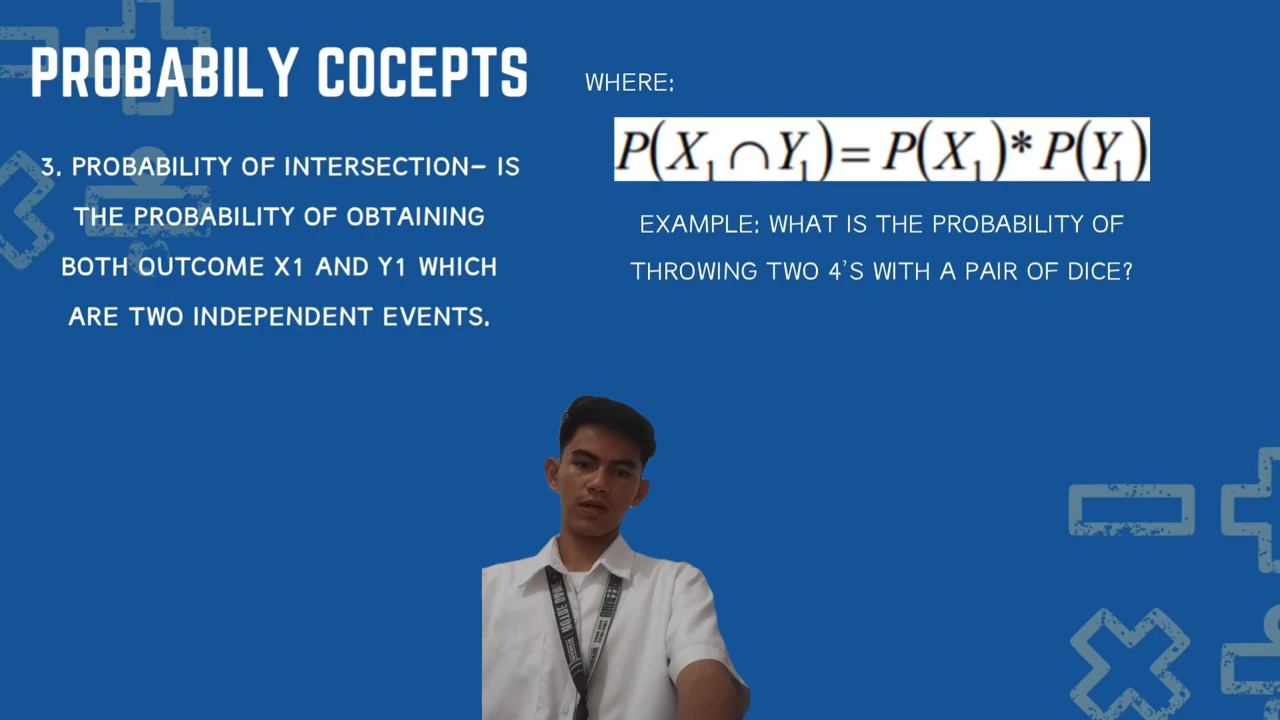 PROBABILY COCEPTS
3. PROBABILITY OF INTERSECTION– IS
THE PROBABILITY OF OBTAINING
BOTH OUTCOME X1 AND Y1 WHICH
ARE TWO INDEPENDENT EVENTS.
WHERE:
P(X₁ ∩ Y₁) = P(X₁) * P(Y₁)
EXAMPLE: WHAT IS THE PROBABILITY OF
THROWING TWO 4'S WITH A PAIR OF DICE?